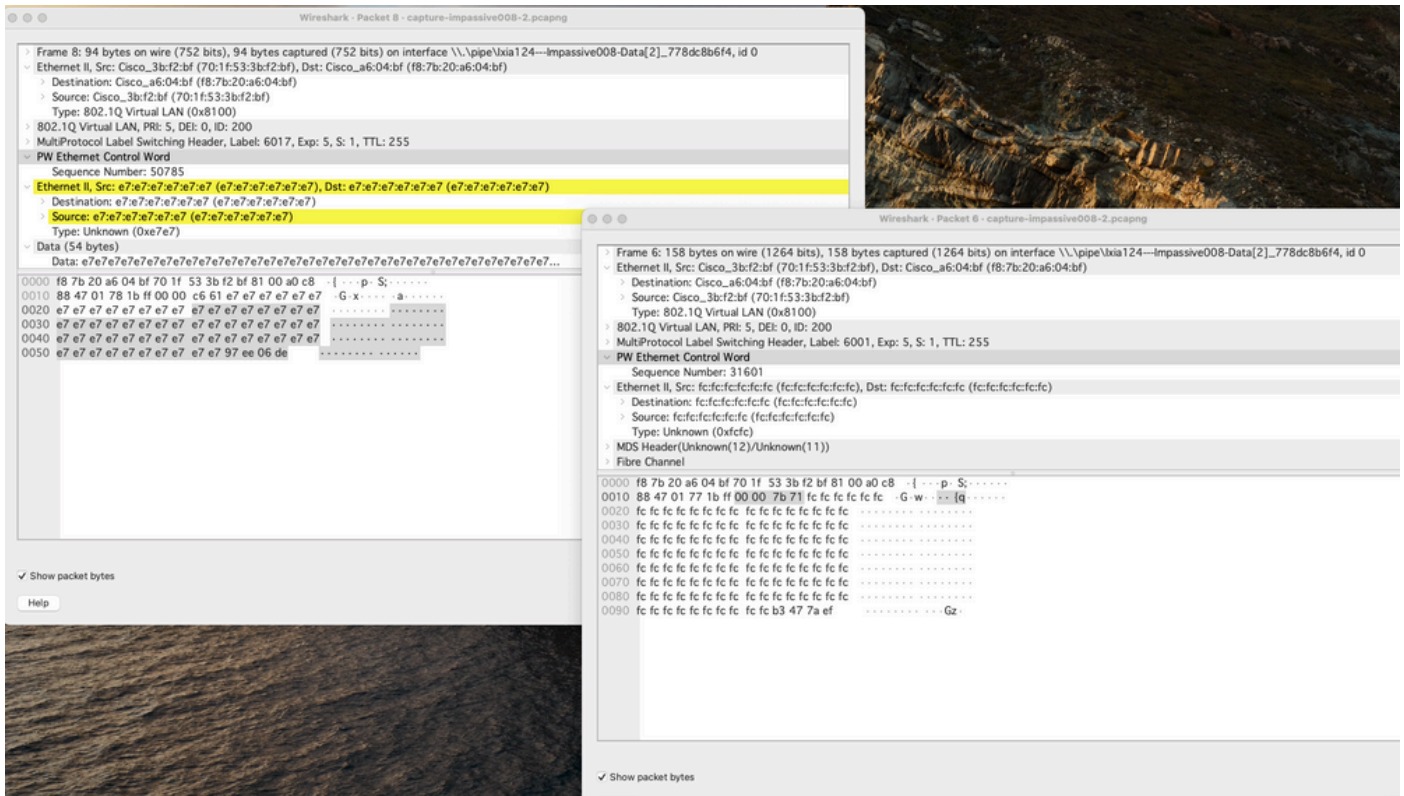 Wireshark · Packet 8 · capture-impassive008-2.pcapng
Frame 8: 94 bytes on wire (752 bits), 94 bytes captured (752 bits) on interface \\.\pipe\Ixia124---Impassive008-Data[2]_778dc8b6f4, id 0
Ethernet II, Src: Cisco_3b:f2:bf (70:1f:53:3b:f2:bf), Dst: Cisco_a6:04:bf (f8:7b:20:a6:04:bf)
Destination: Cisco_a6:04:bf (f8:7b:20:a6:04:bf)
Source: Cisco_3b:f2:bf (70:1f:53:3b:f2:bf)
Type: 802.1Q Virtual LAN (0x8100)
802.1Q Virtual LAN, PRI: 5, DEI: 0, ID: 200
MultiProtocol Label Switching Header, Label: 6017, Exp: 5, S: 1, TTL: 255
PW Ethernet Control Word
Sequence Number: 50785
Ethernet II, Src: e7:e7:e7:e7:e7:e7 (e7:e7:e7:e7:e7:e7), Dst: e7:e7:e7:e7:e7:e7 (e7:e7:e7:e7:e7:e7)
Destination: e7:e7:e7:e7:e7:e7 (e7:e7:e7:e7:e7:e7)
Source: e7:e7:e7:e7:e7:e7 (e7:e7:e7:e7:e7:e7)
Type: Unknown (0xe7e7)
Data (54 bytes)
Data: e7e7e7e7e7e7e7e7e7e7e7e7e7e7e7e7e7e7e7e7e7e7e7e7e7e7e7e7e7e7e7e7e7e7e7e7…
0000 f8 7b 20 a6 04 bf 70 1f 53 3b f2 bf 81 00 a0 c8 ·{ ···p· S;······
0010 88 47 01 78 1b ff 00 00 c6 61 e7 e7 e7 e7 e7 e7 ·G·x···· ·a······
0020 e7 e7 e7 e7 e7 e7 e7 e7 e7 e7 e7 e7 e7 e7 e7 e7 ········ ········
0030 e7 e7 e7 e7 e7 e7 e7 e7 e7 e7 e7 e7 e7 e7 e7 e7 ········ ········
0040 e7 e7 e7 e7 e7 e7 e7 e7 e7 e7 e7 e7 e7 e7 e7 e7 ········ ········
0050 e7 e7 e7 e7 e7 e7 e7 e7 e7 e7 97 ee 06 de ········ ······
Show packet bytes
Help
Wireshark · Packet 6 · capture-impassive008-2.pcapng
Frame 6: 158 bytes on wire (1264 bits), 158 bytes captured (1264 bits) on interface \\.\pipe\Ixia124---Impassive008-Data[2]_778dc8b6f4, id 0
Ethernet II, Src: Cisco_3b:f2:bf (70:1f:53:3b:f2:bf), Dst: Cisco_a6:04:bf (f8:7b:20:a6:04:bf)
Destination: Cisco_a6:04:bf (f8:7b:20:a6:04:bf)
Source: Cisco_3b:f2:bf (70:1f:53:3b:f2:bf)
Type: 802.1Q Virtual LAN (0x8100)
802.1Q Virtual LAN, PRI: 5, DEI: 0, ID: 200
MultiProtocol Label Switching Header, Label: 6001, Exp: 5, S: 1, TTL: 255
PW Ethernet Control Word
Sequence Number: 31601
Ethernet II, Src: fc:fc:fc:fc:fc:fc (fc:fc:fc:fc:fc:fc), Dst: fc:fc:fc:fc:fc:fc (fc:fc:fc:fc:fc:fc)
Destination: fc:fc:fc:fc:fc:fc (fc:fc:fc:fc:fc:fc)
Source: fc:fc:fc:fc:fc:fc (fc:fc:fc:fc:fc:fc)
Type: Unknown (0xfcfc)
MDS Header(Unknown(12)/Unknown(11))
Fibre Channel
0000 f8 7b 20 a6 04 bf 70 1f 53 3b f2 bf 81 00 a0 c8 ·{ ···p· S;······
0010 88 47 01 77 1b ff 00 00 7b 71 fc fc fc fc fc fc ·G·w···· {q······
0020 fc fc fc fc fc fc fc fc fc fc fc fc fc fc fc fc ········ ········
0030 fc fc fc fc fc fc fc fc fc fc fc fc fc fc fc fc ········ ········
0040 fc fc fc fc fc fc fc fc fc fc fc fc fc fc fc fc ········ ········
0050 fc fc fc fc fc fc fc fc fc fc fc fc fc fc fc fc ········ ········
0060 fc fc fc fc fc fc fc fc fc fc fc fc fc fc fc fc ········ ········
0070 fc fc fc fc fc fc fc fc fc fc fc fc fc fc fc fc ········ ········
0080 fc fc fc fc fc fc fc fc fc fc fc fc fc fc fc fc ········ ········
0090 fc fc fc fc fc fc fc fc fc fc b3 47 7a ef ········ ···Gz·
Show packet bytes